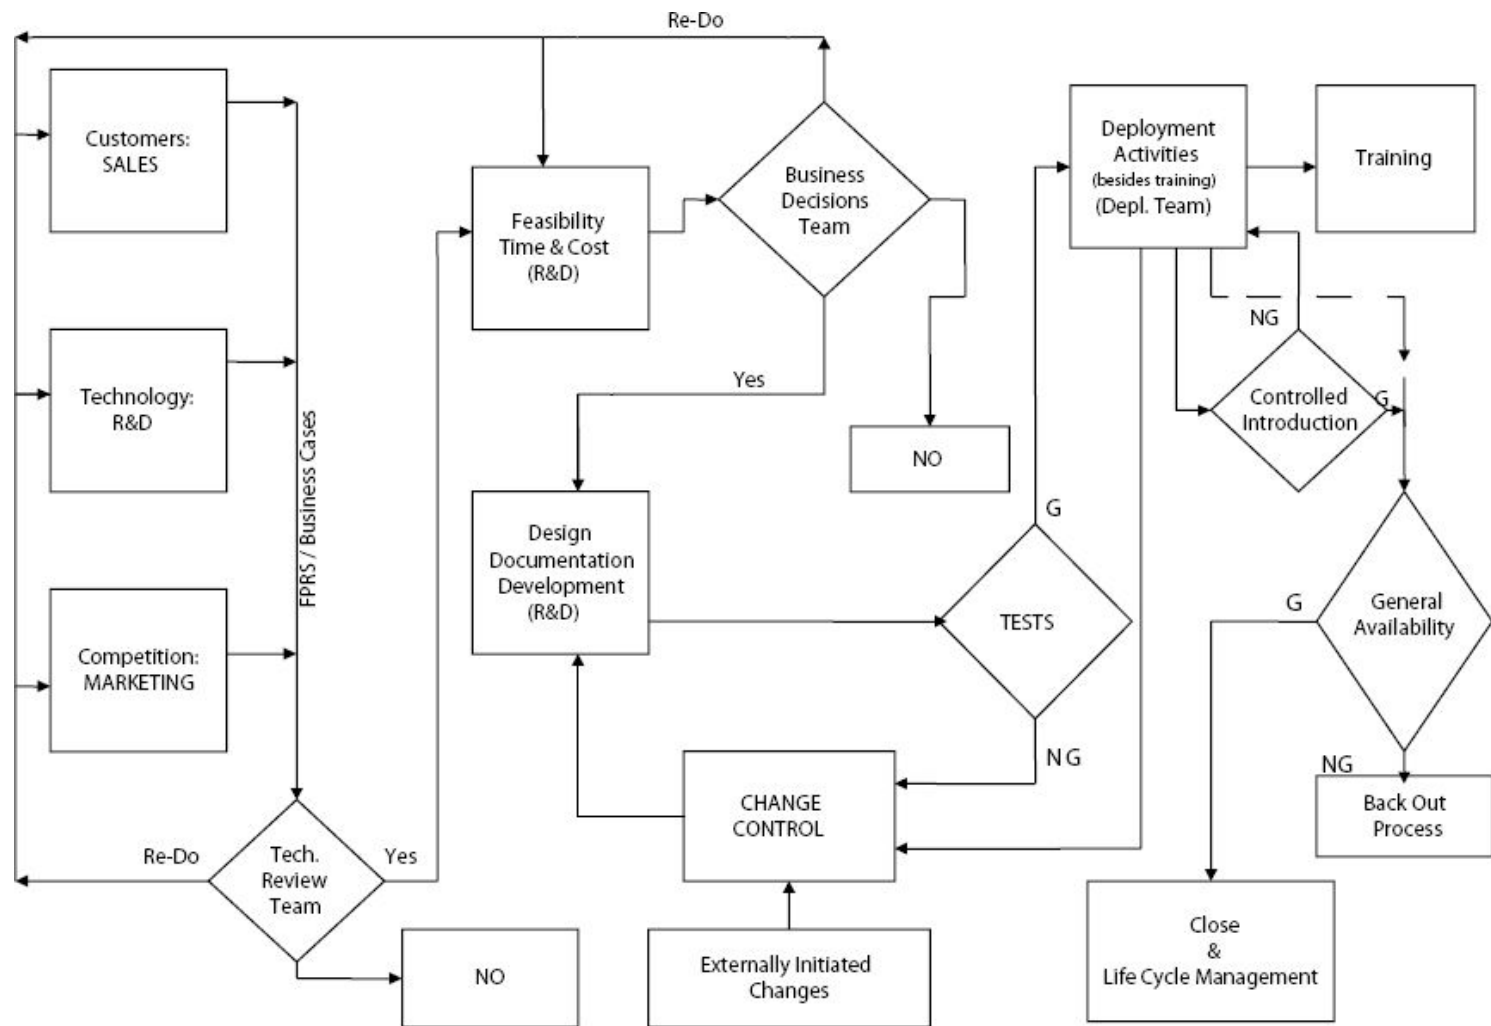 Re-Do
Customers:
SALES
Technology:
R&D
Competition:
MARKETING
FPRS / Business Cases
Re-Do
Tech.
Review
Team
Yes
NO
Feasibility
Time & Cost
(R&D)
Business
Decisions
Team
Yes
NO
Design
Documentation
Development
(R&D)
TESTS
G
NG
CHANGE
CONTROL
Externally Initiated
Changes
Deployment
Activities
(besides training)
(Depl. Team)
Training
NG
Controlled
Introduction
G
General
Availability
G
NG
Back Out
Process
Close
&
Life Cycle Management